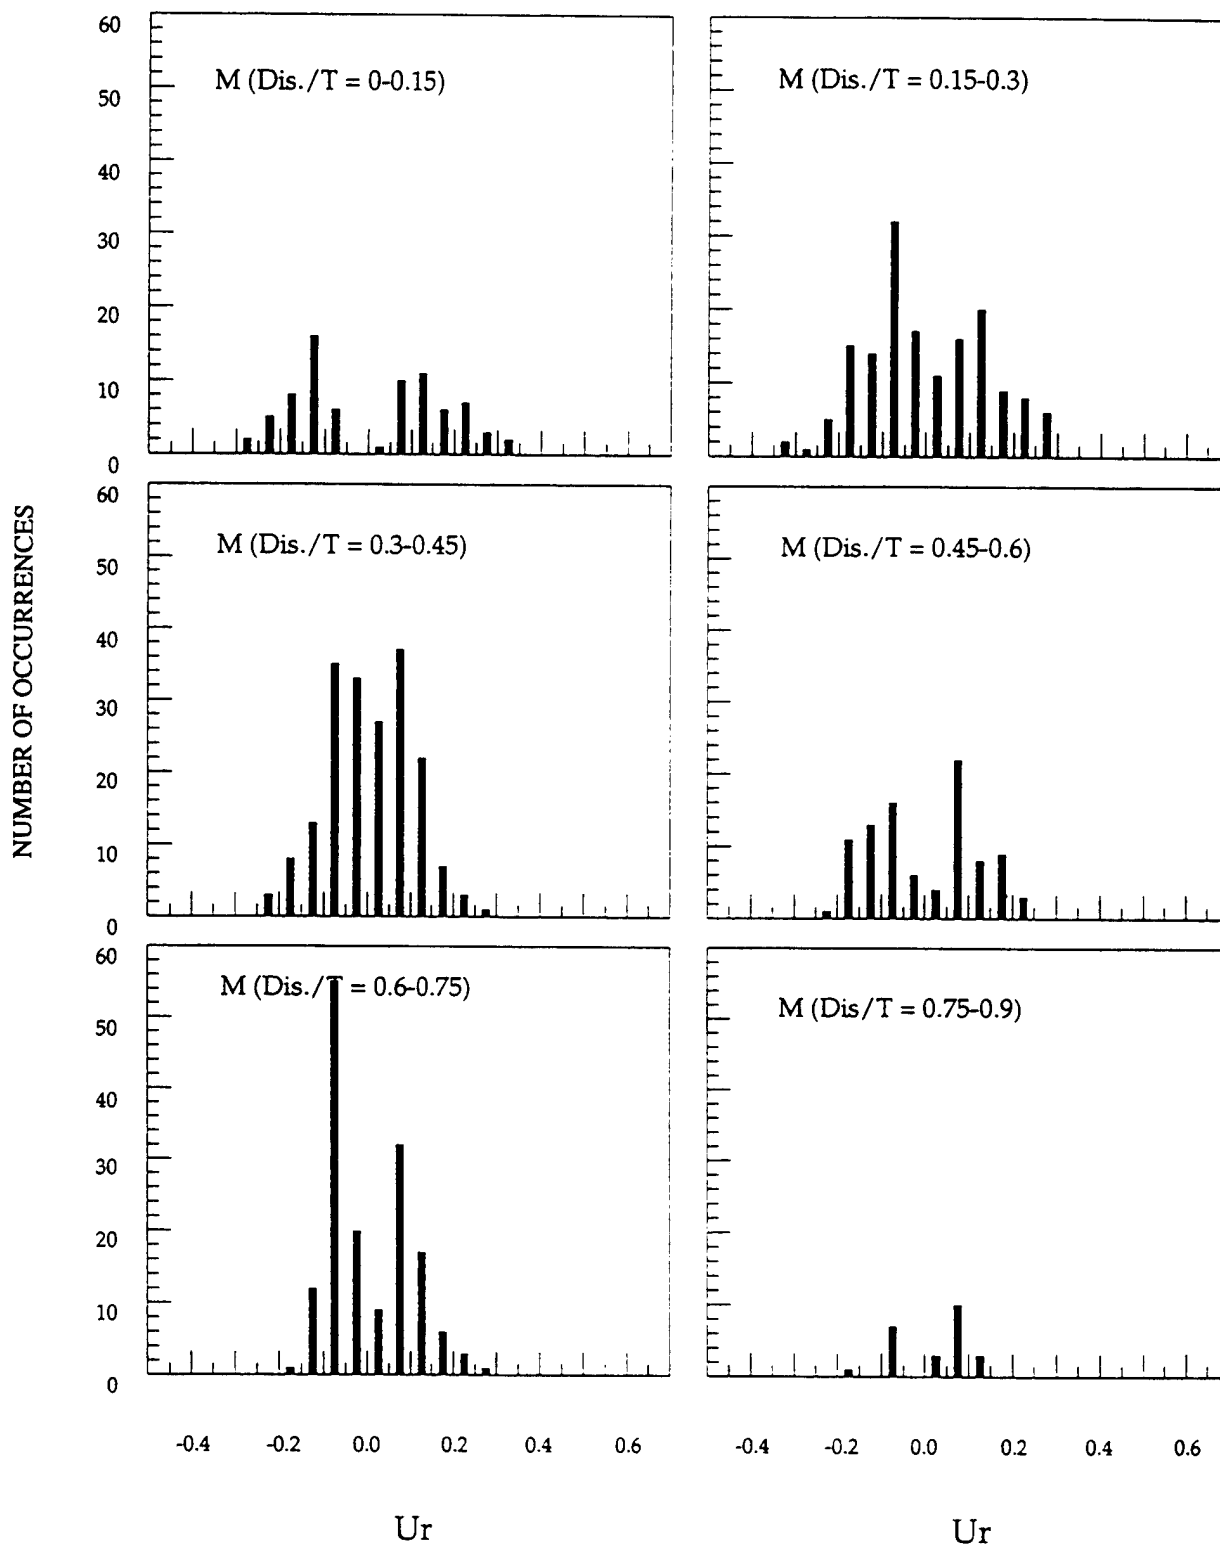 60
50
40
30
20
10
0
M (Dis./T = 0-0.15)
M (Dis./T = 0.15-0.3)
NUMBER OF OCCURRENCES
60
50
40
30
20
10
0
M (Dis./T = 0.3-0.45)
M (Dis./T = 0.45-0.6)
60
50
40
30
20
10
0
M (Dis./T = 0.6-0.75)
M (Dis/T = 0.75-0.9)
-0.4 -0.2 0.0 0.2 0.4 0.6
-0.4 -0.2 0.0 0.2 0.4 0.6
Ur
Ur